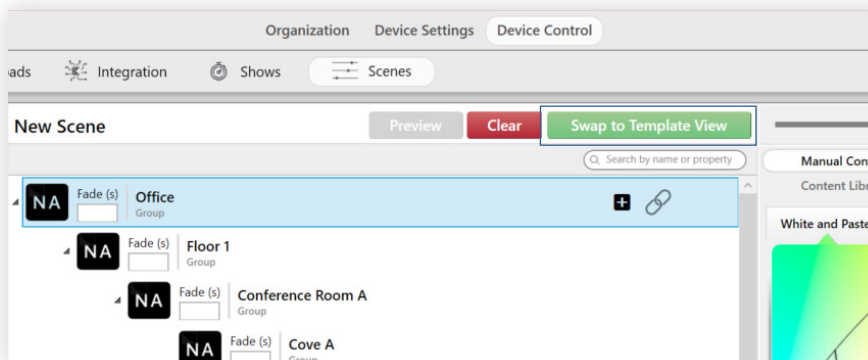 Organization Device Settings Device Control
Integration Shows Scenes
New Scene Preview Clear Swap to Template View
Search by name or property
Manual Con
Content Libr
White and Paste
NA Fade (s) Office
Group
NA Fade (s) Floor 1
Group
NA Fade (s) Conference Room A
Group
NA Fade (s) Cove A
Group